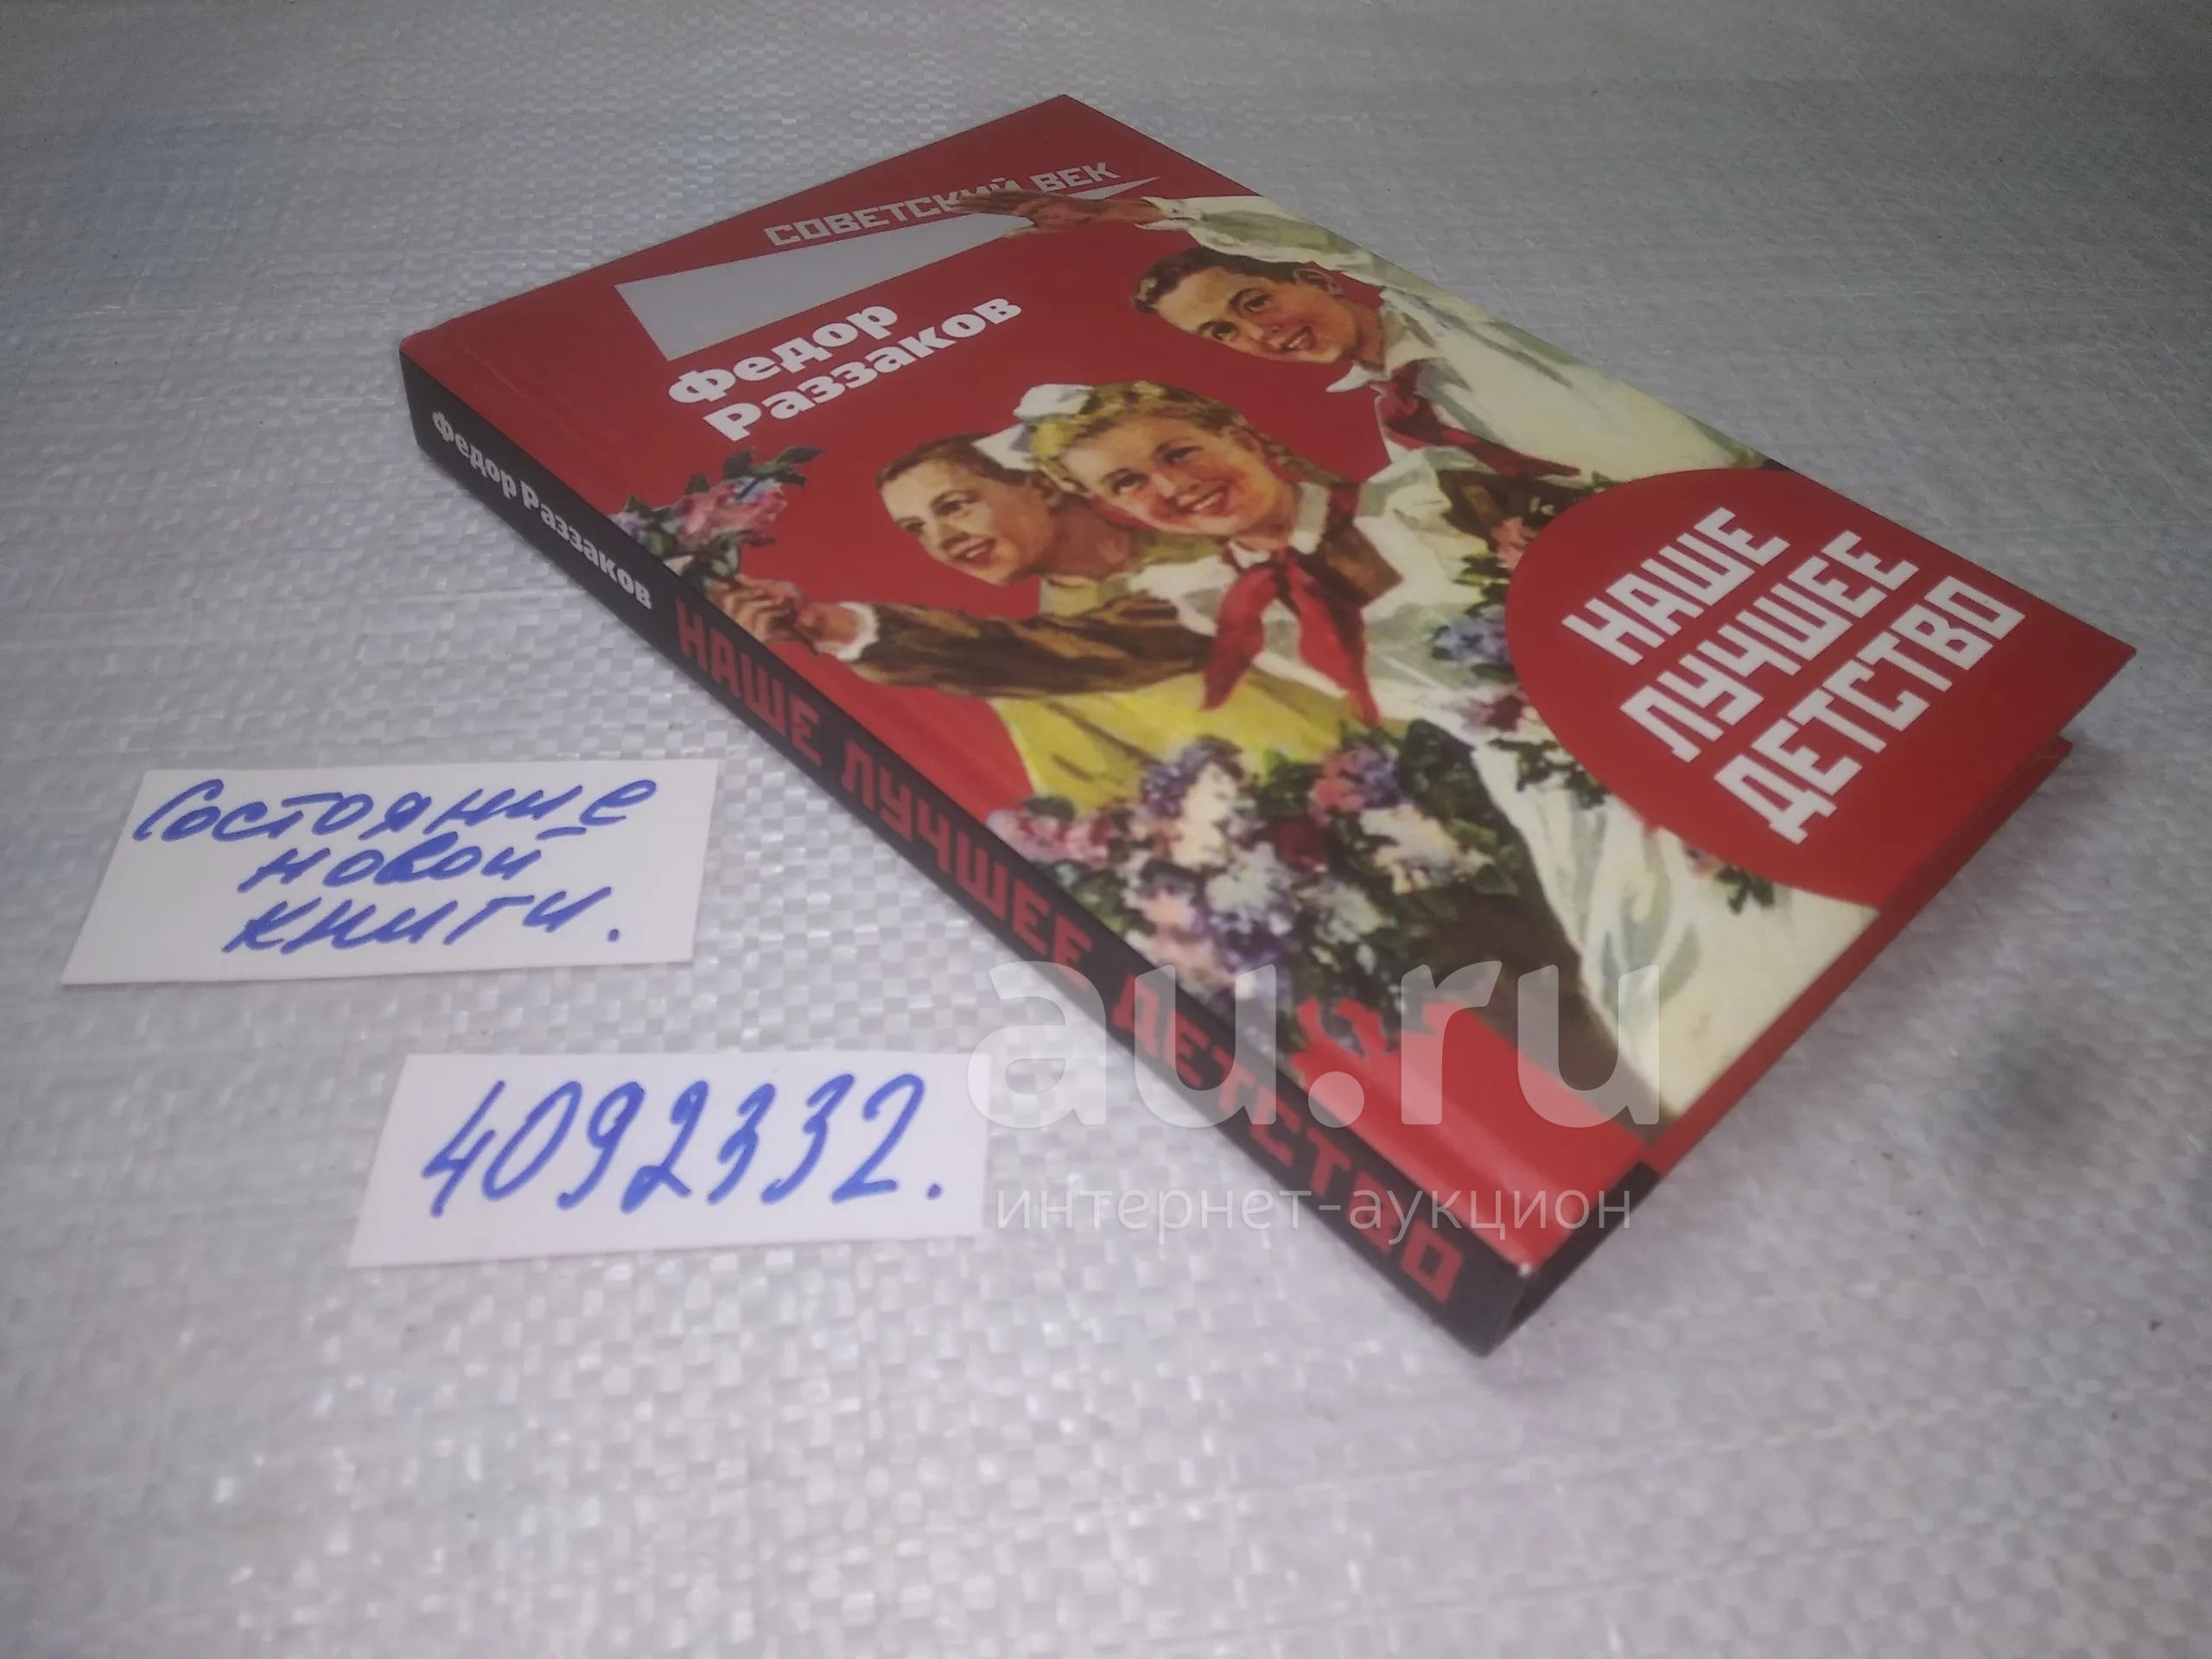 СОВЕТСКИЙ ВЕК
Федор
Раззаков
НАШЕ
ЛУЧШЕЕ
ДЕТСТВО
Федор Раззаков НАШЕ ЛУЧШЕЕ ДЕТСТВО
Состояние
новой
книги.
4092332.
au.ru
интернет-аукцион